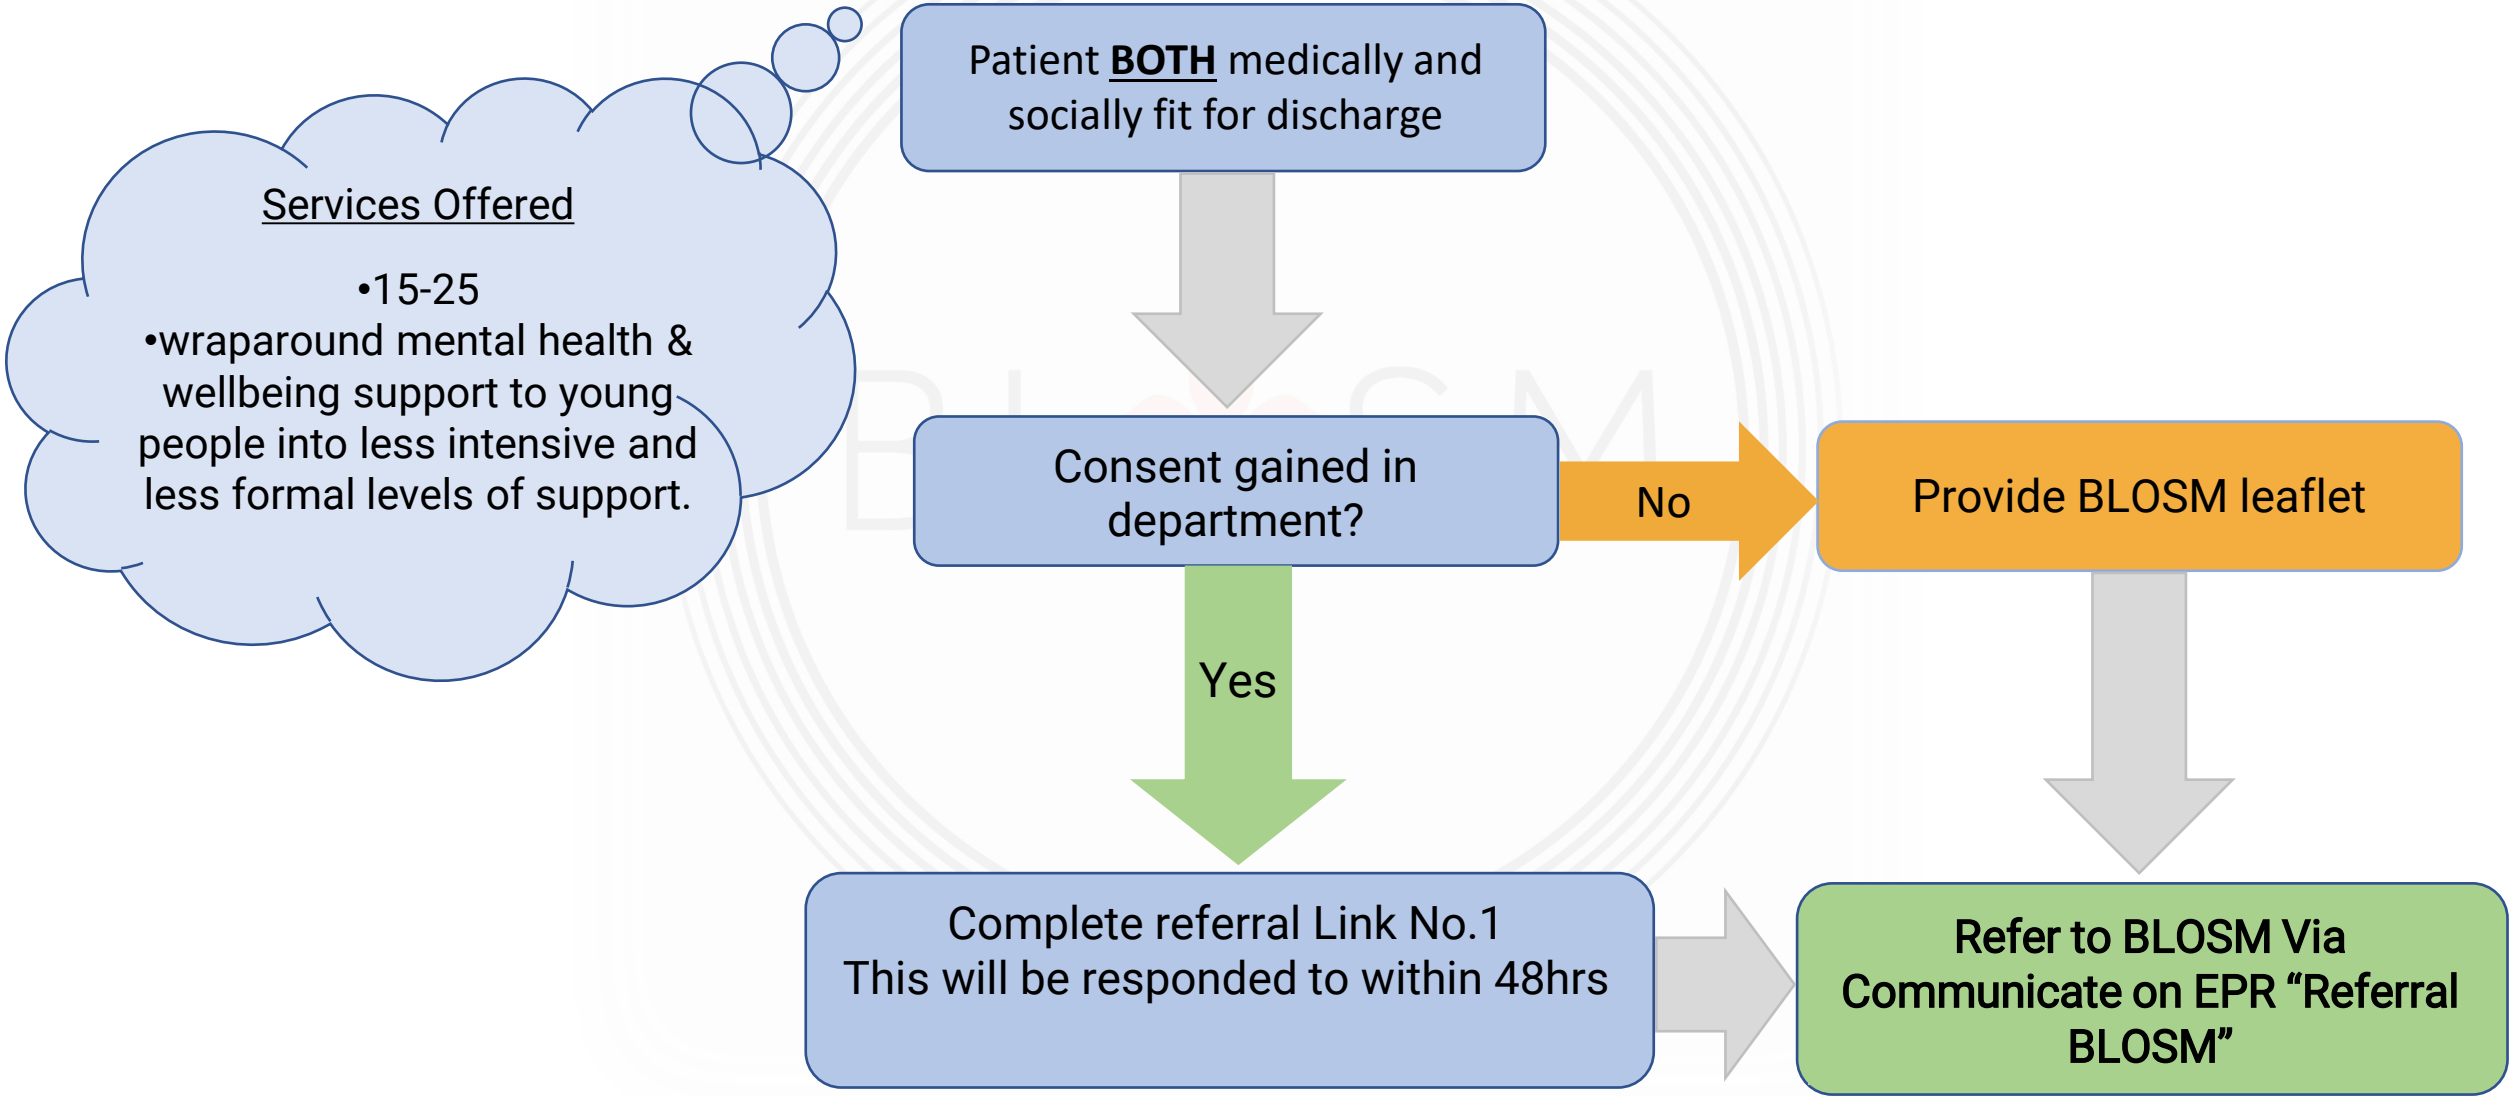 Patient BOTH medically and
socially fit for discharge
Services Offered
•15-25
•wraparound mental health &
wellbeing support to young
people into less intensive and
less formal levels of support.
Consent gained in
department?
No
Provide BLOSM leaflet
Yes
Complete referral Link No.1
This will be responded to within 48hrs
Refer to BLOSM Via
Communicate on EPR “Referral
BLOSM”